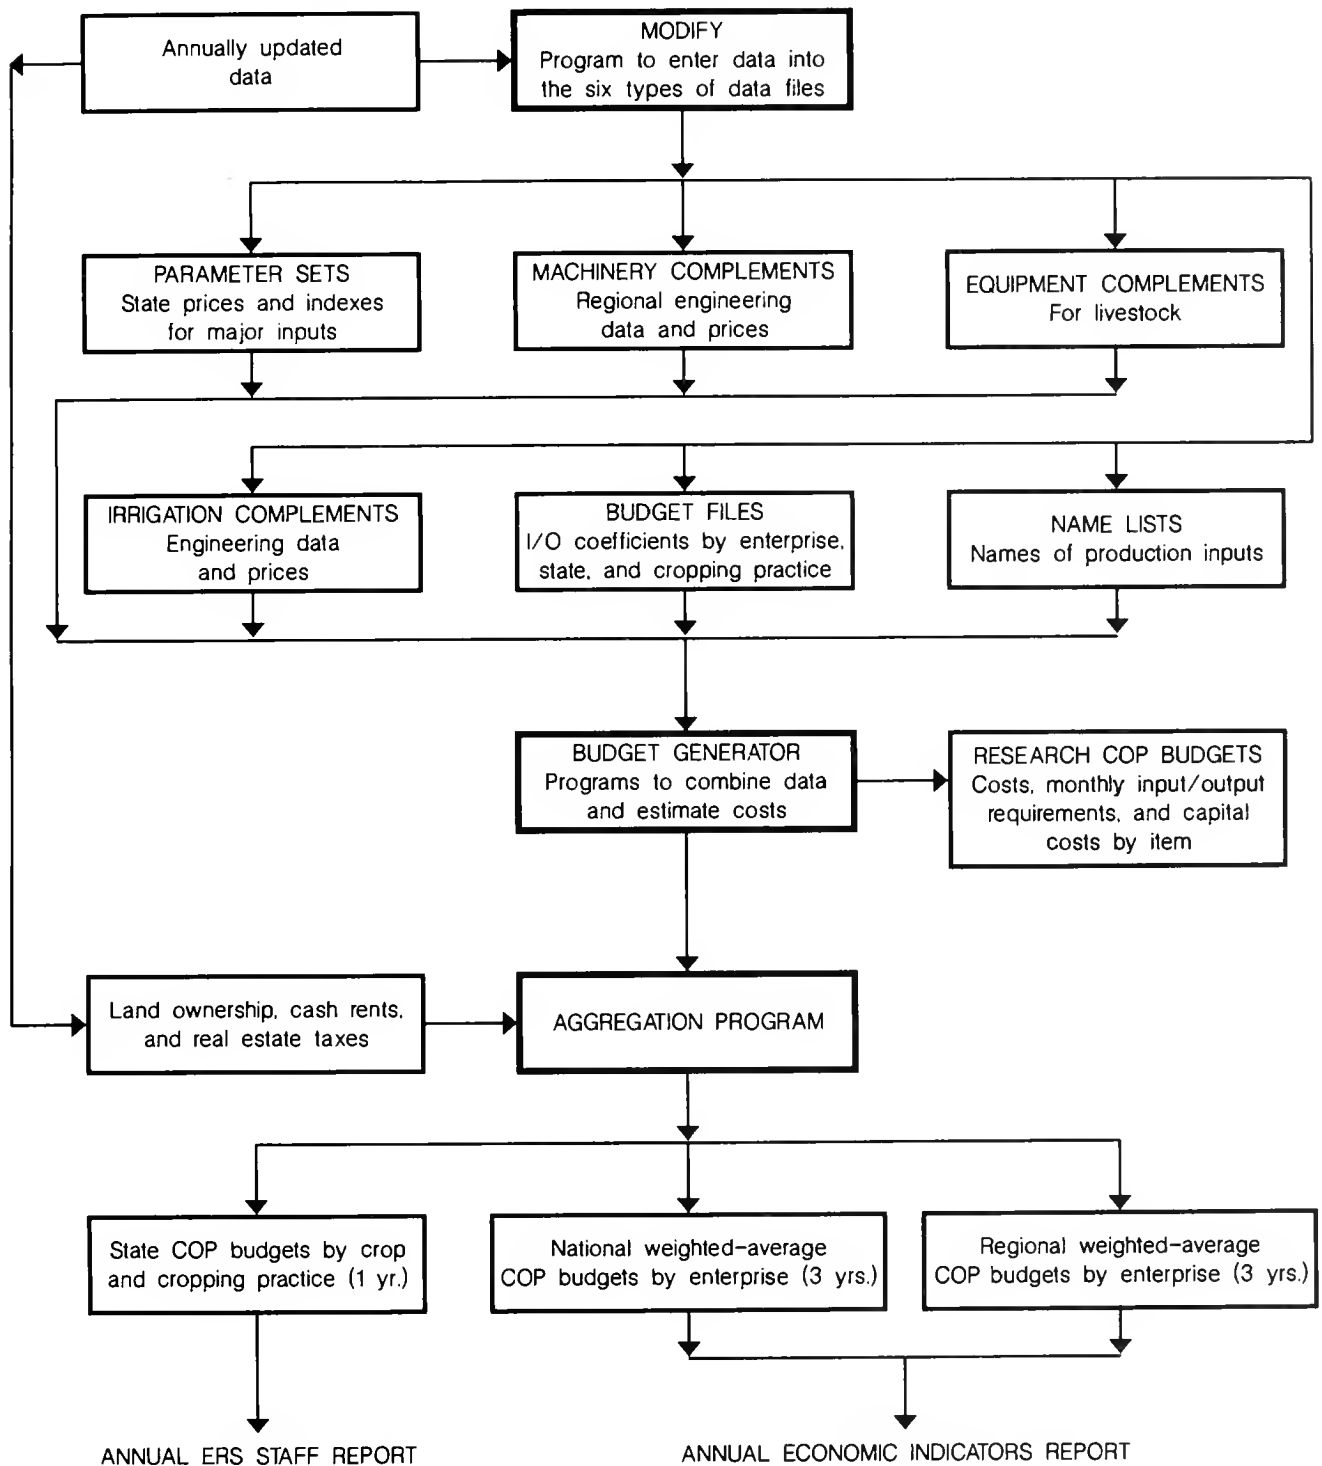 Annually updated
data
MODIFY
Program to enter data into
the six types of data files
PARAMETER SETS
State prices and indexes
for major inputs
MACHINERY COMPLEMENTS
Regional engineering
data and prices
EQUIPMENT COMPLEMENTS
For livestock
IRRIGATION COMPLEMENTS
Engineering data
and prices
BUDGET FILES
I/O coefficients by enterprise,
state, and cropping practice
NAME LISTS
Names of production inputs
BUDGET GENERATOR
Programs to combine data
and estimate costs
RESEARCH COP BUDGETS
Costs, monthly input/output
requirements, and capital
costs by item
Land ownership, cash rents,
and real estate taxes
AGGREGATION PROGRAM
State COP budgets by crop
and cropping practice (1 yr.)
National weighted-average
COP budgets by enterprise (3 yrs.)
Regional weighted-average
COP budgets by enterprise (3 yrs.)
ANNUAL ERS STAFF REPORT
ANNUAL ECONOMIC INDICATORS REPORT